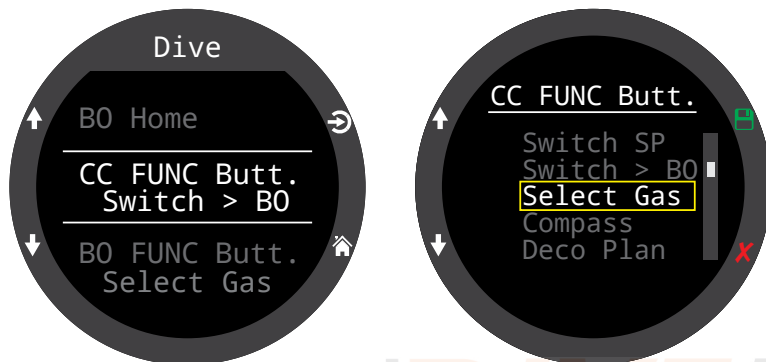 Dive
BO Home
CC FUNC Butt.
Switch > BO
BO FUNC Butt.
Select Gas
CC FUNC Butt.
Switch SP
Switch > BO
Select Gas
Compass
Deco Plan